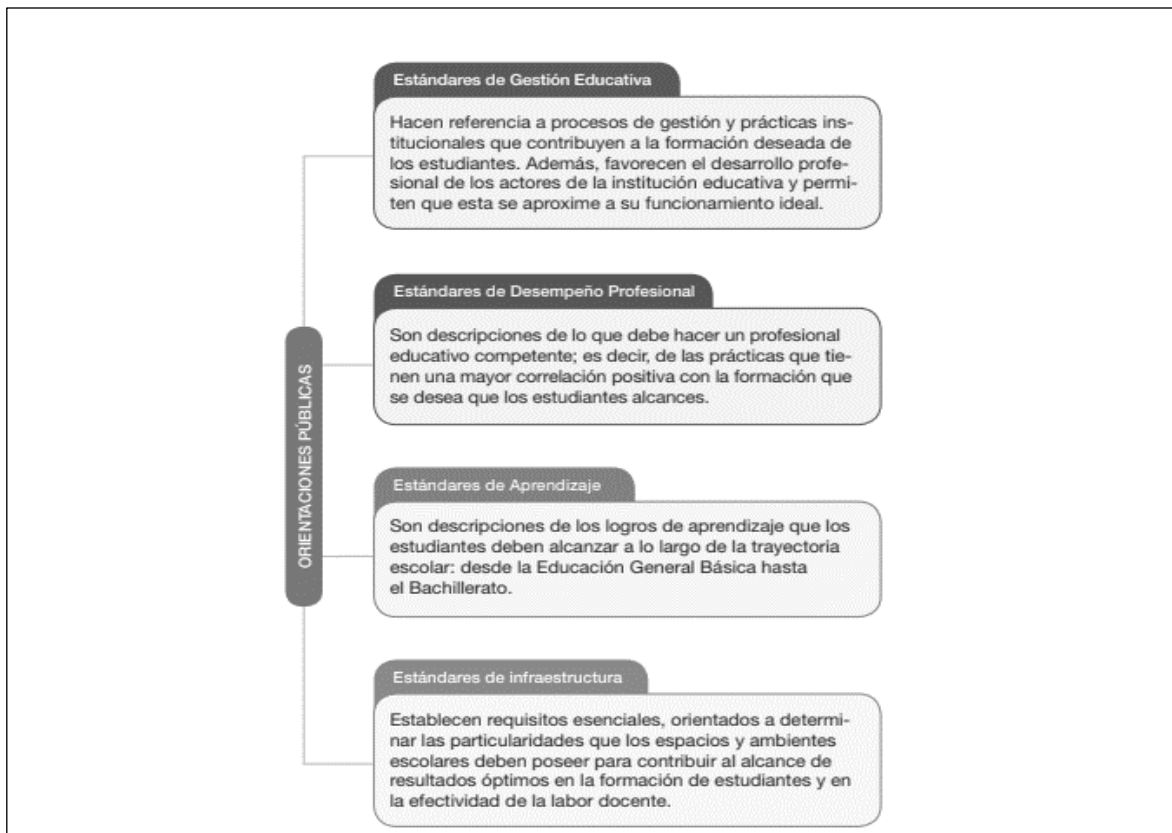 Estándares de Gestión Educativa
Hacen referencia a procesos de gestión y prácticas ins-
titucionales que contribuyen a la formación deseada de
los estudiantes. Además, favorecen el desarrollo profe-
sional de los actores de la institución educativa y permi-
ten que esta se aproxime a su funcionamiento ideal.
Estándares de Desempeño Profesional
Son descripciones de lo que debe hacer un profesional
educativo competente; es decir, de las prácticas que tie-
nen una mayor correlación positiva con la formación que
se desea que los estudiantes alcances.
ORIENTACIONES PÚBLICAS
Estándares de Aprendizaje
Son descripciones de los logros de aprendizaje que los
estudiantes deben alcanzar a lo largo de la trayectoria
escolar: desde la Educación General Básica hasta
el Bachillerato.
Estándares de infraestructura
Establecen requisitos esenciales, orientados a determi-
nar las particularidades que los espacios y ambientes
escolares deben poseer para contribuir al alcance de
resultados óptimos en la formación de estudiantes y en
la efectividad de la labor docente.